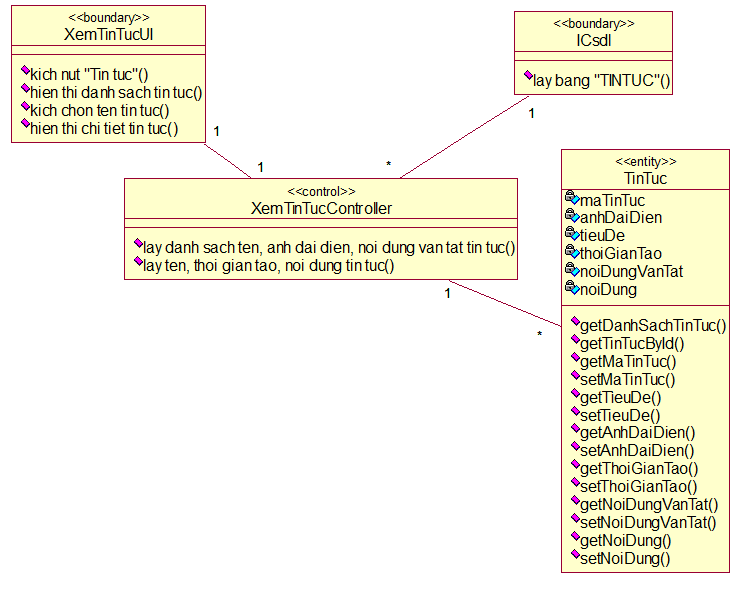 <<boundary>>
XemTinTucUI
kich nut "Tin tuc"()
hien thi danh sach tin tuc()
kich chon ten tin tuc()
hien thi chi tiet tin tuc()
<<boundary>>
ICsdl
lay bang "TINTUC"()
1
1
1
*
<<control>>
XemTinTucController
lay danh sach ten, anh dai dien, noi dung van tat tin tuc()
lay ten, thoi gian tao, noi dung tin tuc()
1
*
<<entity>>
TinTuc
maTinTuc
anhDaiDien
tieuDe
thoiGianTao
noiDungVanTat
noiDung
getDanhSachTinTuc()
getTinTucById()
getMaTinTuc()
setMaTinTuc()
getTieuDe()
setTieuDe()
getAnhDaiDien()
setAnhDaiDien()
getThoiGianTao()
setThoiGianTao()
getNoiDungVanTat()
setNoiDungVanTat()
getNoiDung()
setNoiDung()